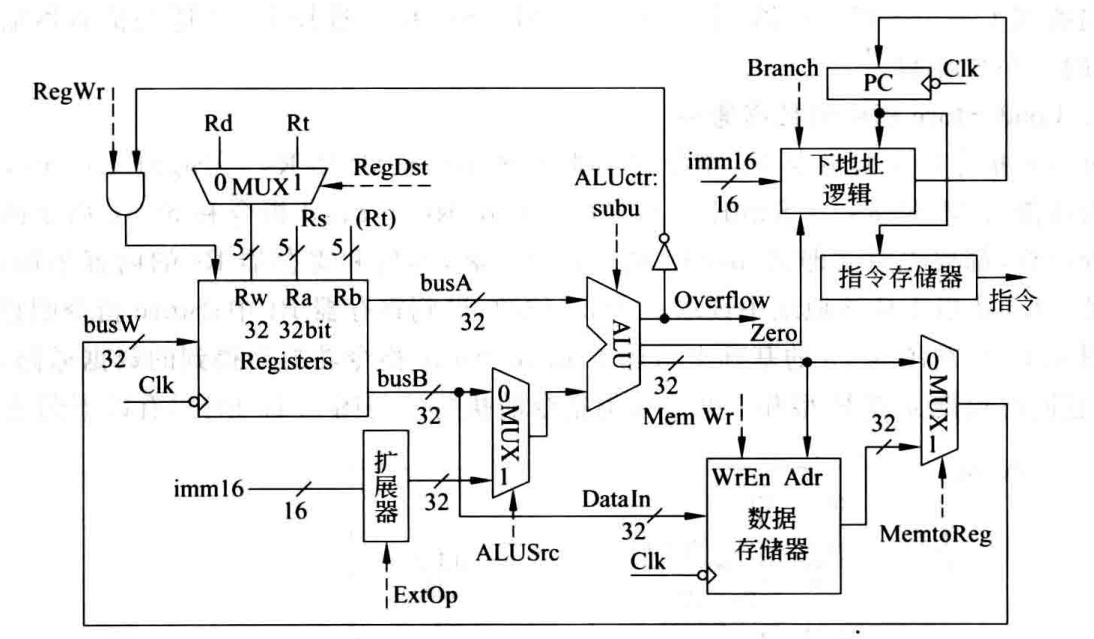 Branch
Clk
PC
RegWr
Rd
Rt
0 MUX 1
RegDst
ALUctr:
subu
imm16
16
下地址
逻辑
Rs
(Rt)
5
5
5
指令存储器
指令
busW
32
Rw
Ra
Rb
32 32bit
Registers
Clk
busA
32
ALU
Overflow
Zero
32
busB
32
0
MUX
1
Mem Wr
0
MUX
1
32
imm16
16
扩
展
器
32
ALUSrc
ExtOp
DataIn
32
WrEn Adr
数据
存储器
Clk
MemtoReg